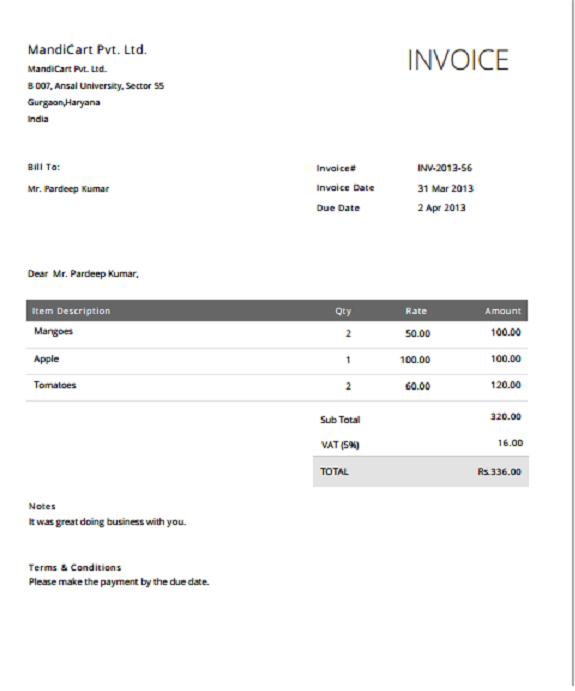 MandiCart Pvt. Ltd.
INVOICE
MandiCart Pvt. Ltd.
B 007, Ansal University, Sector 55
Gurgaon,Haryana
India
Bill To:
Mr. Pardeep Kumar
Invoice# INV-2013-56
Invoice Date 31 Mar 2013
Due Date 2 Apr 2013
Dear Mr. Pardeep Kumar,
Item Description Qty Rate Amount
Mangoes 2 50.00 100.00
Apple 1 100.00 100.00
Tomatoes 2 60.00 120.00
Sub Total 320.00
VAT (5%) 16.00
TOTAL Rs.336.00
Notes
It was great doing business with you.
Terms & Conditions
Please make the payment by the due date.